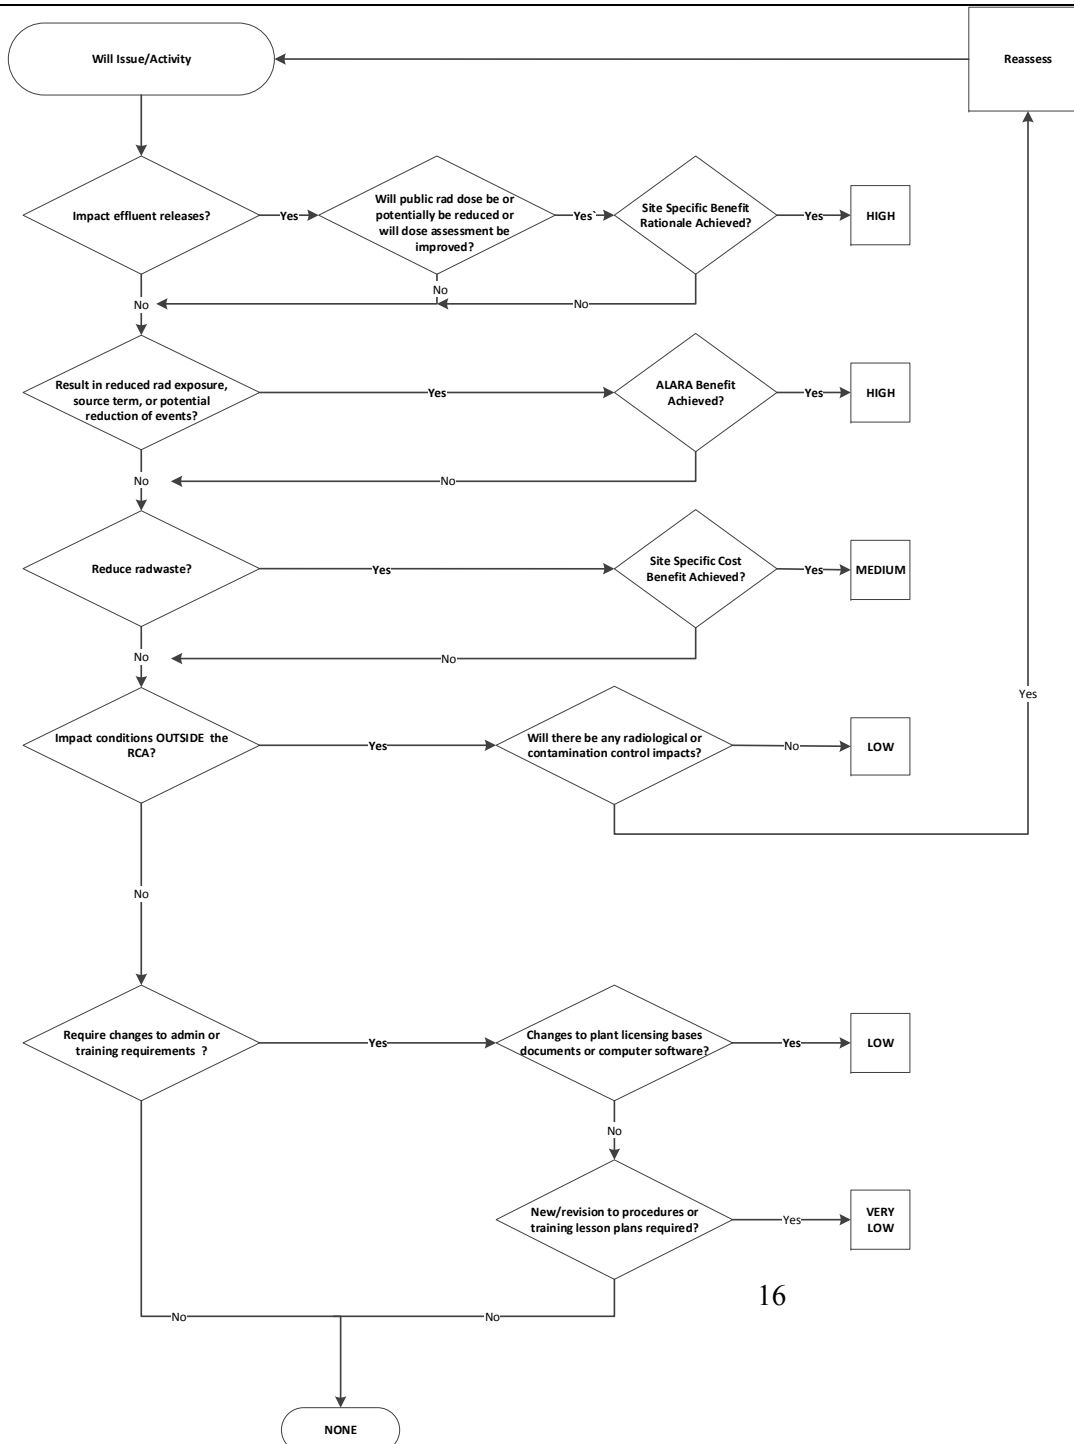 Will Issue/Activity
Reassess
Impact effluent releases?
Yes
Will public rad dose be or
potentially be reduced or
will dose assessment be
improved?
Yes`
Site Specific Benefit
Rationale Achieved?
Yes
HIGH
No
No
No
Result in reduced rad exposure,
source term, or potential
reduction of events?
Yes
ALARA Benefit
Achieved?
Yes
HIGH
No
No
Reduce radwaste?
Yes
Site Specific Cost
Benefit Achieved?
Yes
MEDIUM
No
No
Yes
Impact conditions OUTSIDE the
RCA?
Yes
Will there be any radiological or
contamination control impacts?
No
LOW
No
Require changes to admin or
training requirements ?
Yes
Changes to plant licensing bases
documents or computer software?
Yes
LOW
No
New/revision to procedures or
training lesson plans required?
Yes
VERY
LOW
16
No
No
NONE